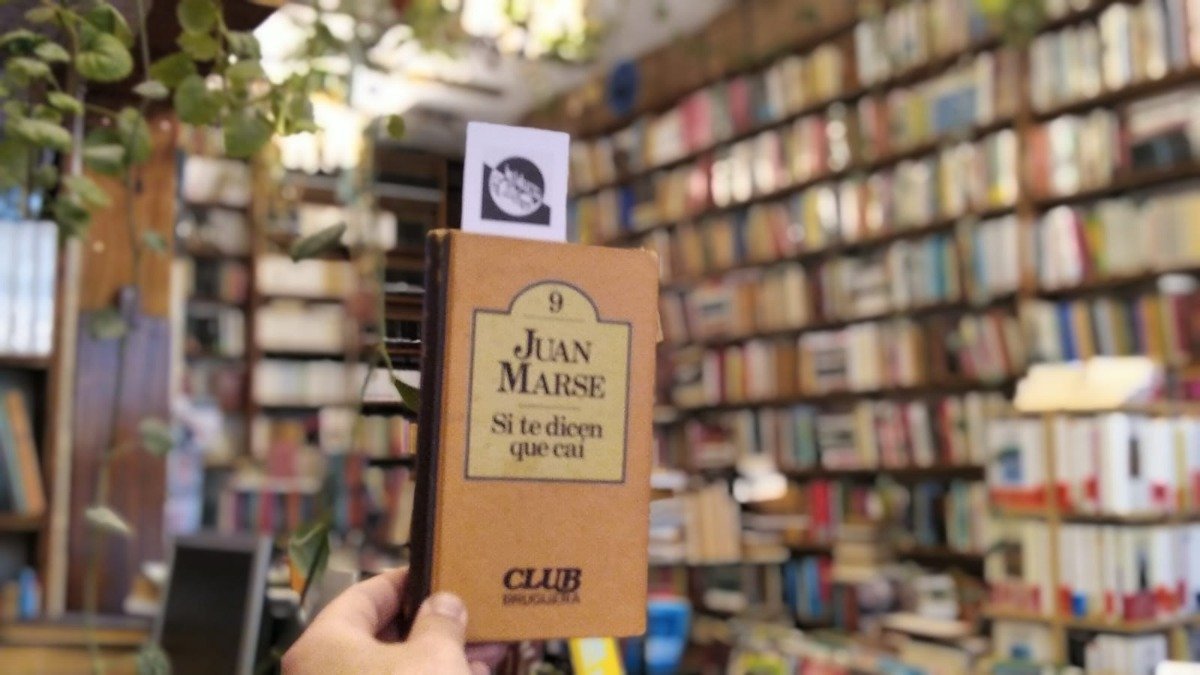 9
JUAN
MARSE
Si te dicen
que caí
CLUB
BRUGUERA